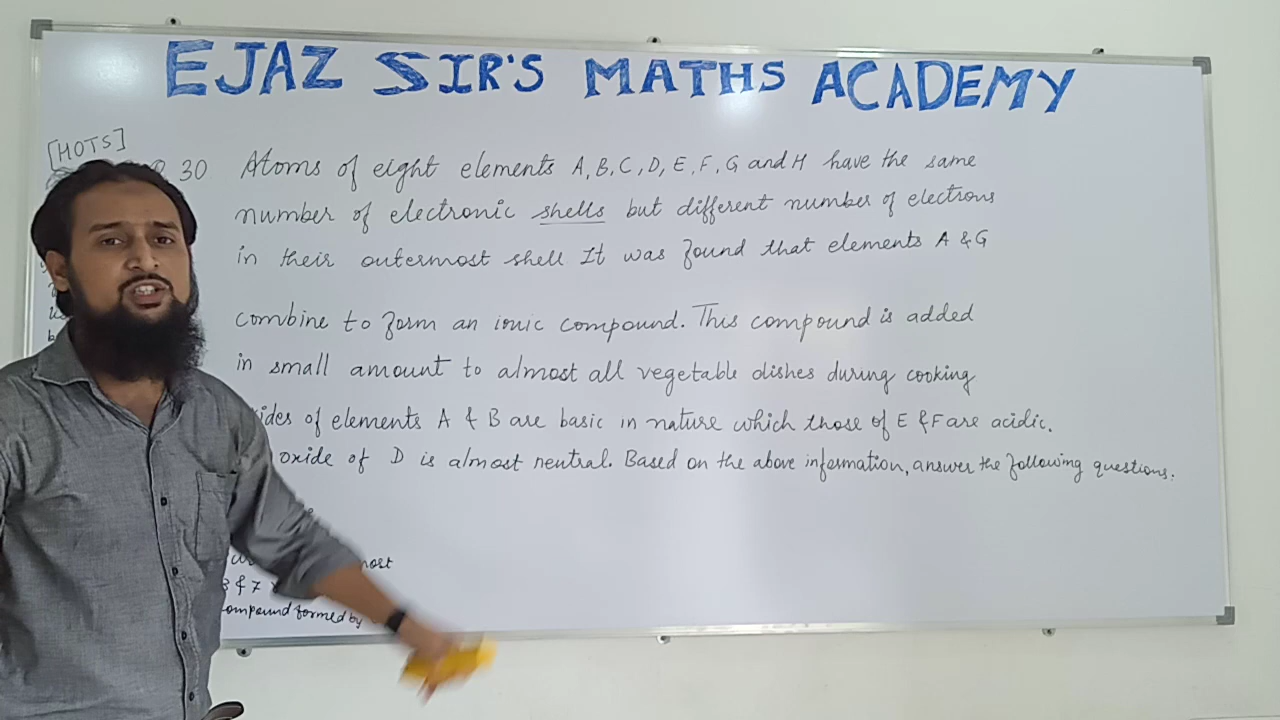 EJAZ SIR'S MATHS ACADEMY
[HOTS]
30 Atoms of eight elements A, B, C, D, E, F, G and H have the same
number of electronic shells but different number of electrons
in their outermost shell It was found that elements A & G
combine to form an ionic compound. This compound is added
in small amount to almost all vegetable dishes during cooking
ides of elements A & B are basic in nature which those of E & F are acidic.
oxide of D is almost neutral. Based on the above information, answer the following questions.
ost
& 7
ompound formed by